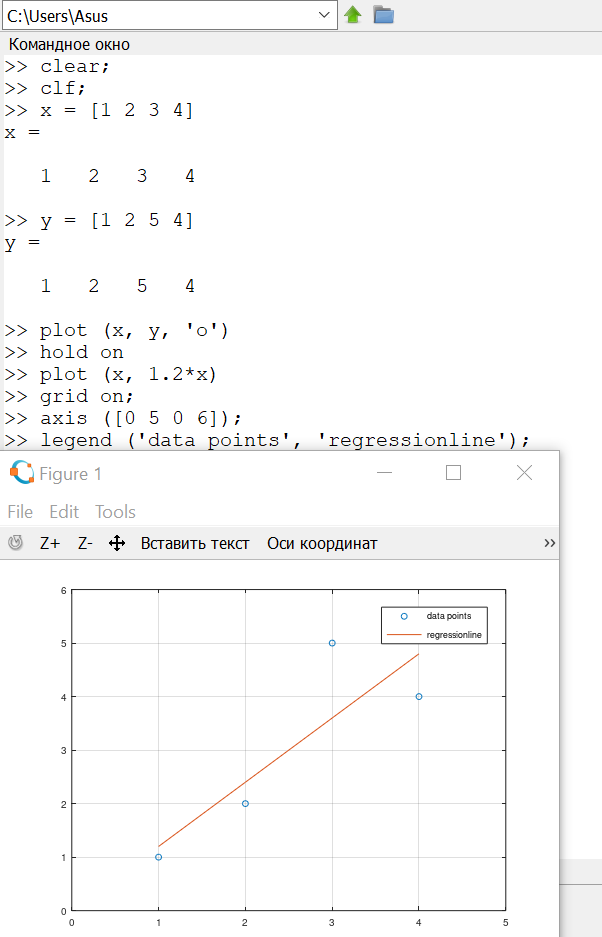 C:\Users\Asus
Командное окно
>> clear;
>> clf;
>> x = [1 2 3 4]
x =
1 2 3 4
>> y = [1 2 5 4]
y =
1 2 5 4
>> plot (x, y, 'o')
>> hold on
>> plot (x, 1.2*x)
>> grid on;
>> axis ([0 5 0 6]);
>> legend ('data points', 'regressionline');
Figure 1
File Edit Tools
Z+ Z- Вставить текст Оси координат »
6
data points
regressionline
5
4
3
2
1
0
0 1 2 3 4 5